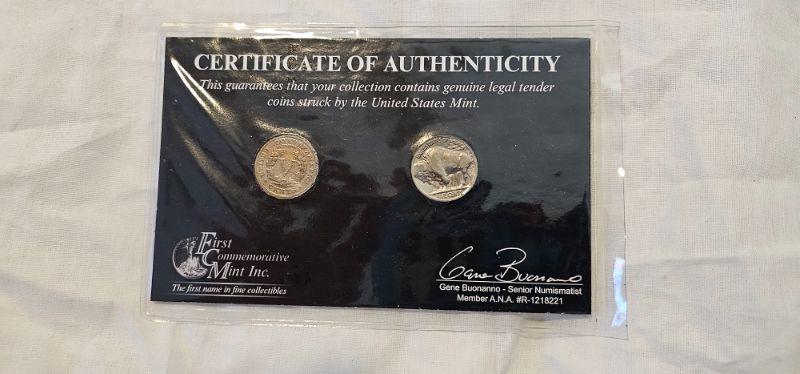 CERTIFICATE OF AUTHENTICITY
This guarantees that your collection contains genuine legal tender
coins struck by the United States Mint.
First
Commemorative
Mint Inc.
The first name in fine collectibles
Gene Buonanno
Gene Buonanno - Senior Numismatist
Member A.N.A. #R-1218221